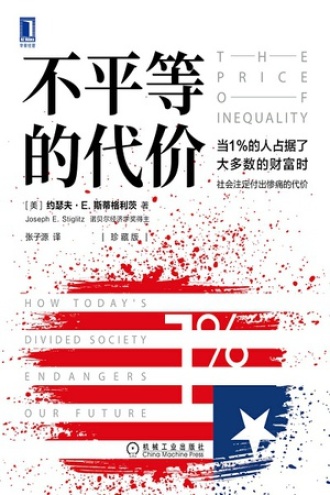 华章经管
不平等
的代价
THE
PRICE
OF
INEQUALITY
当1%的人占据了
大多数的财富时
社会注定付出惨痛的代价
[美] 约瑟夫·E. 斯蒂格利茨 著
Joseph E. Stiglitz 诺贝尔经济学奖得主
张子源 译
[珍藏版]
HOW TODAY'S
DIVIDED SOCIETY
ENDANGERS
OUR FUTURE
1%
机械工业出版社
China Machine Press